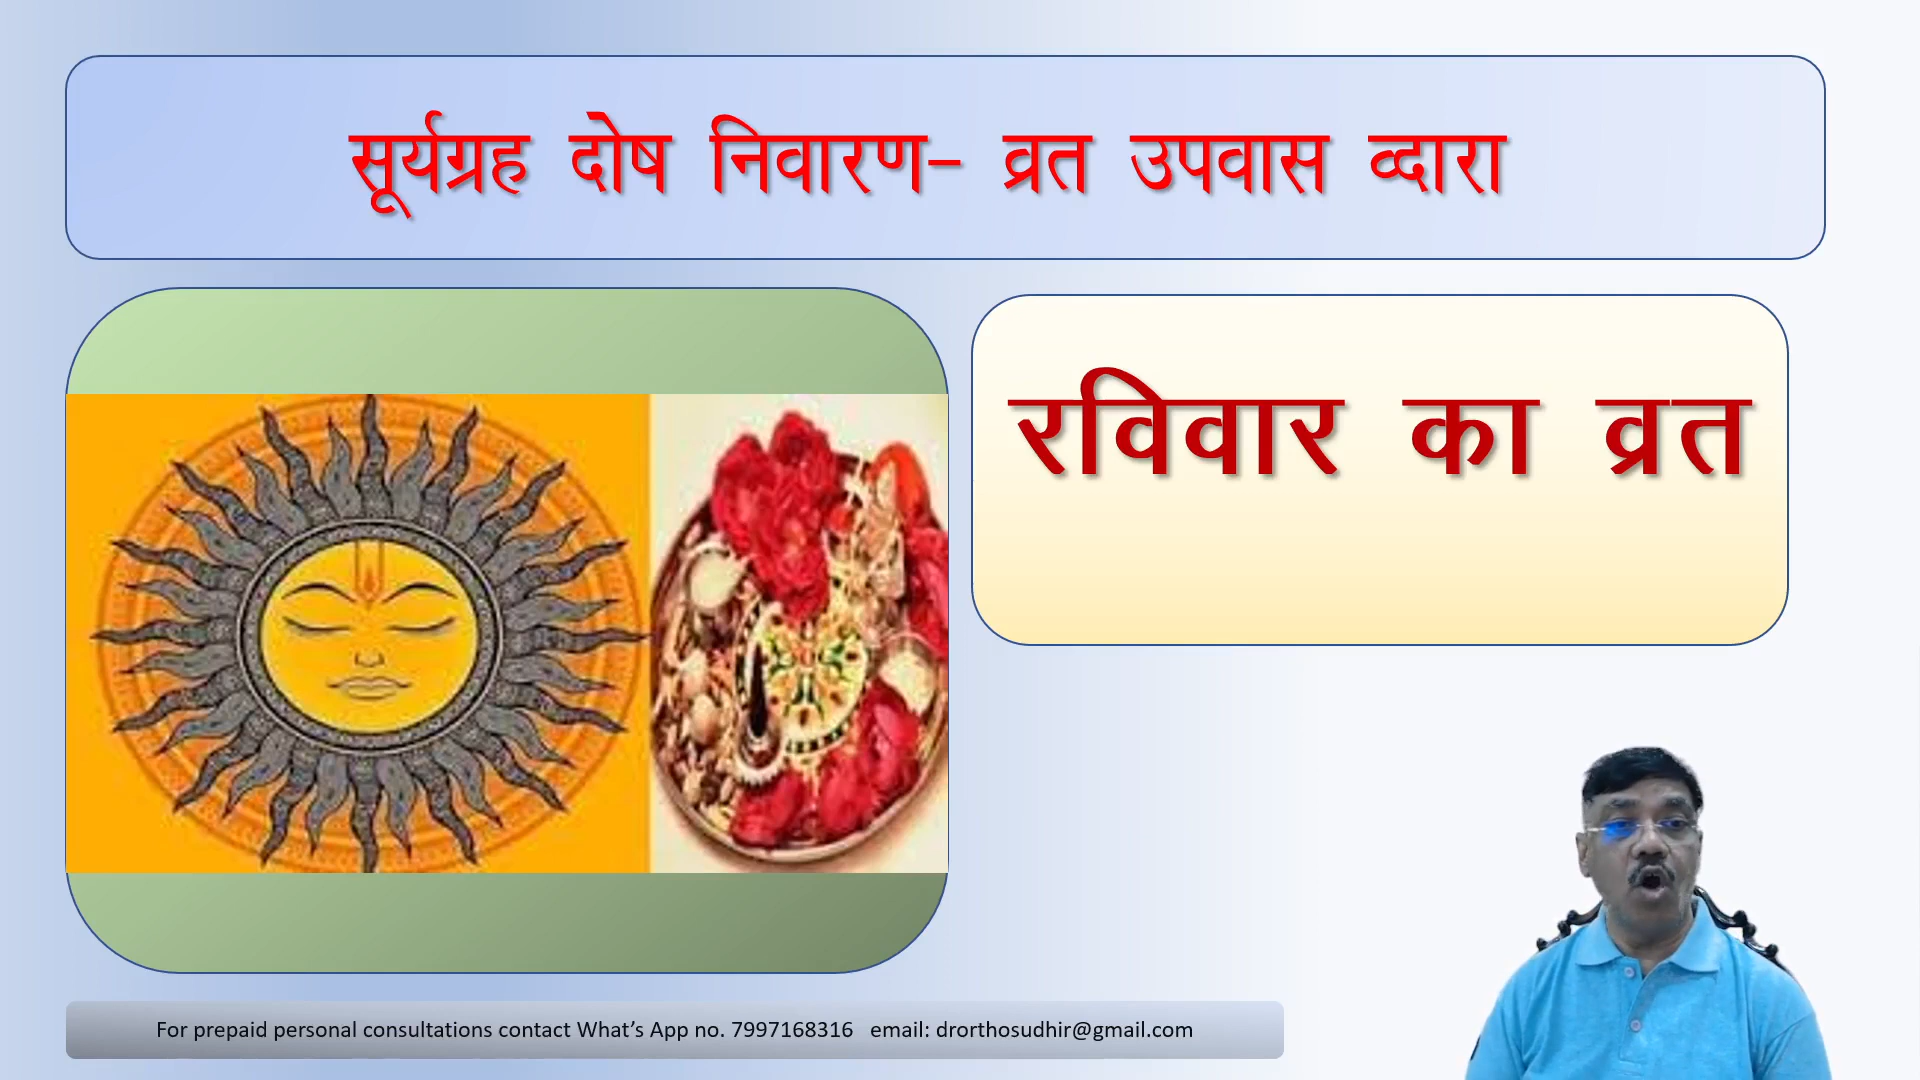 सूर्यग्रह दोष निवारण– व्रत उपवास व्दारा
रविवार का व्रत
For prepaid personal consultations contact What’s App no. 7997168316 email: drorthosudhir@gmail.com